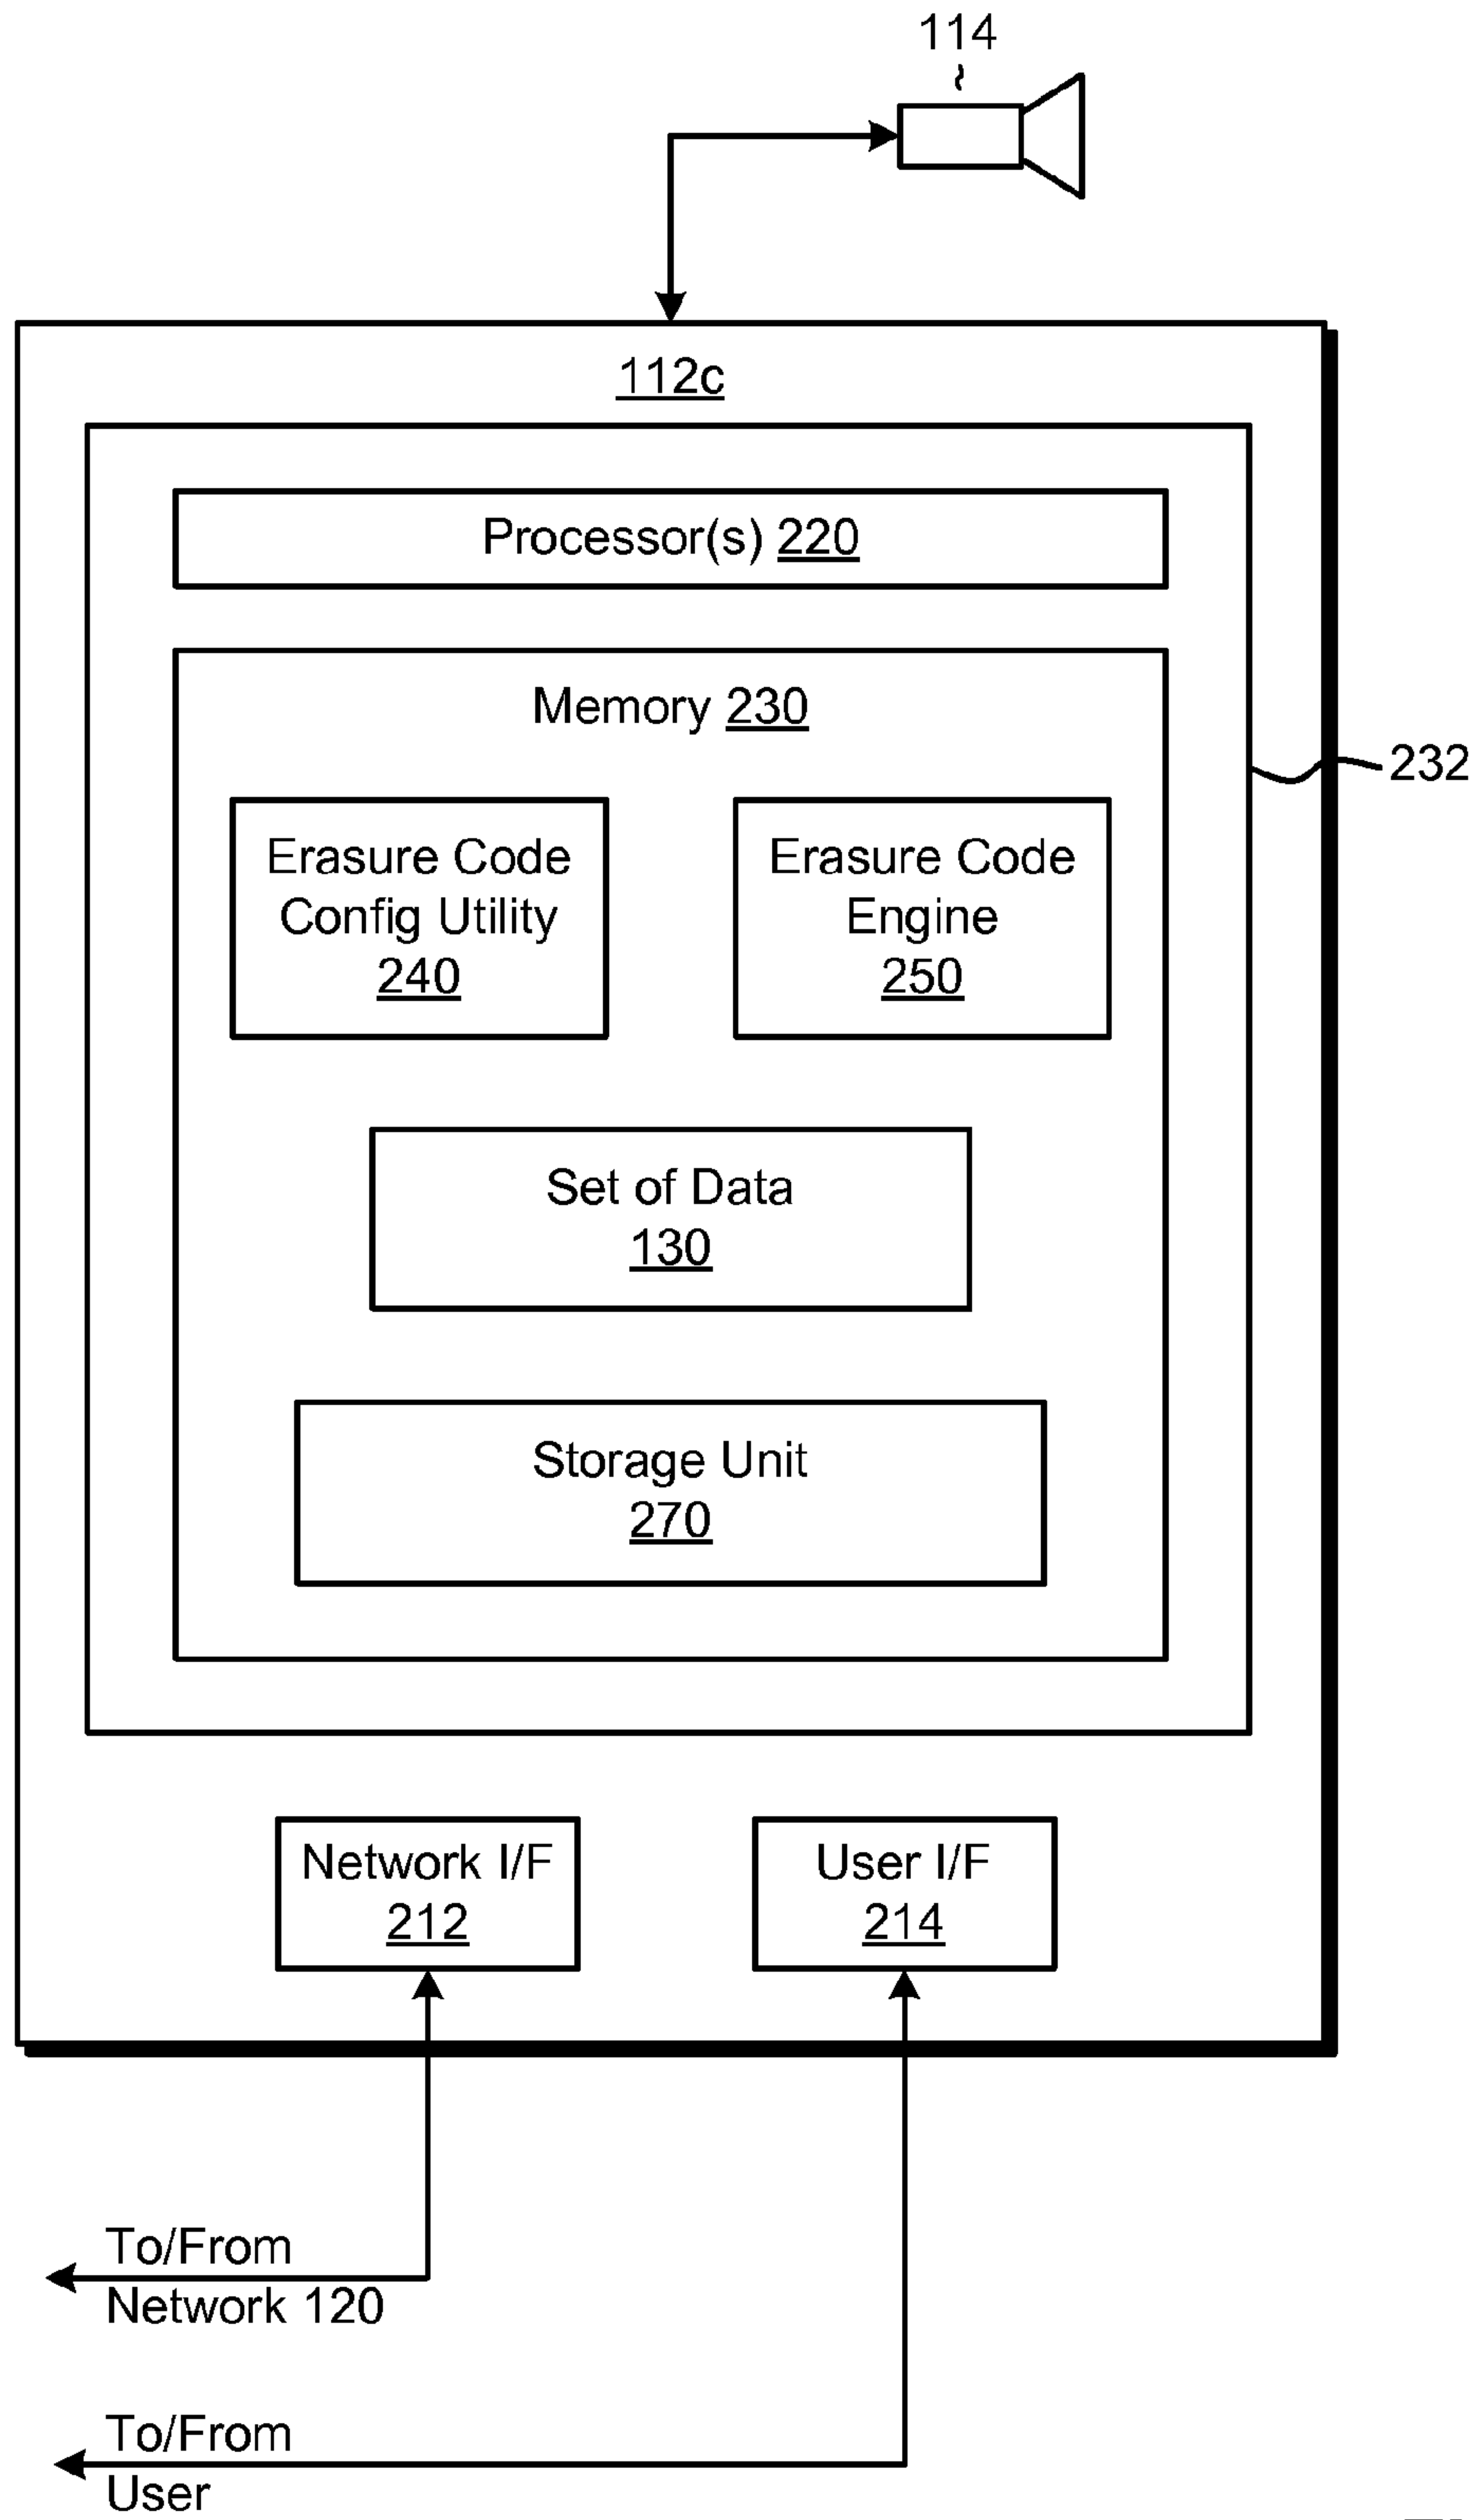 114
112c
Processor(s) 220
Memory 230
232
Erasure Code
Config Utility
240
Erasure Code
Engine
250
Set of Data
130
Storage Unit
270
Network I/F
212
User I/F
214
To/From
Network 120
To/From
User